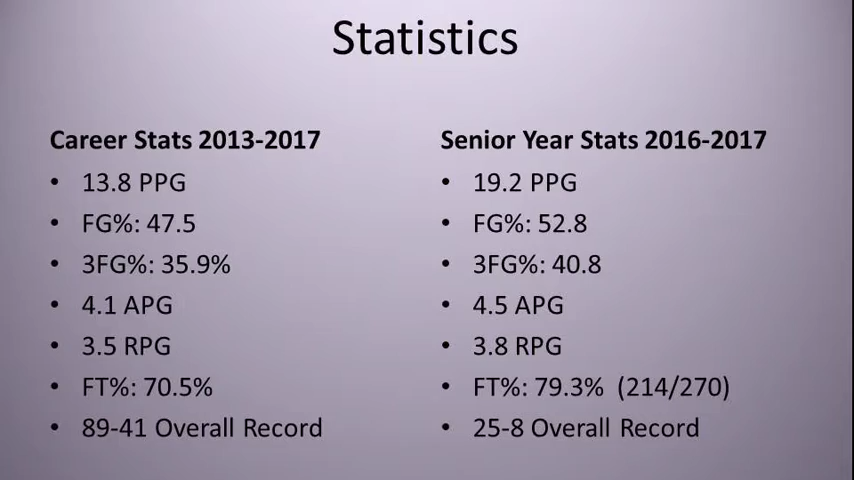 Statistics
Career Stats 2013-2017
• 13.8 PPG
• FG%: 47.5
• 3FG%: 35.9%
• 4.1 APG
• 3.5 RPG
• FT%: 70.5%
• 89-41 Overall Record
Senior Year Stats 2016-2017
• 19.2 PPG
• FG%: 52.8
• 3FG%: 40.8
• 4.5 APG
• 3.8 RPG
• FT%: 79.3% (214/270)
• 25-8 Overall Record